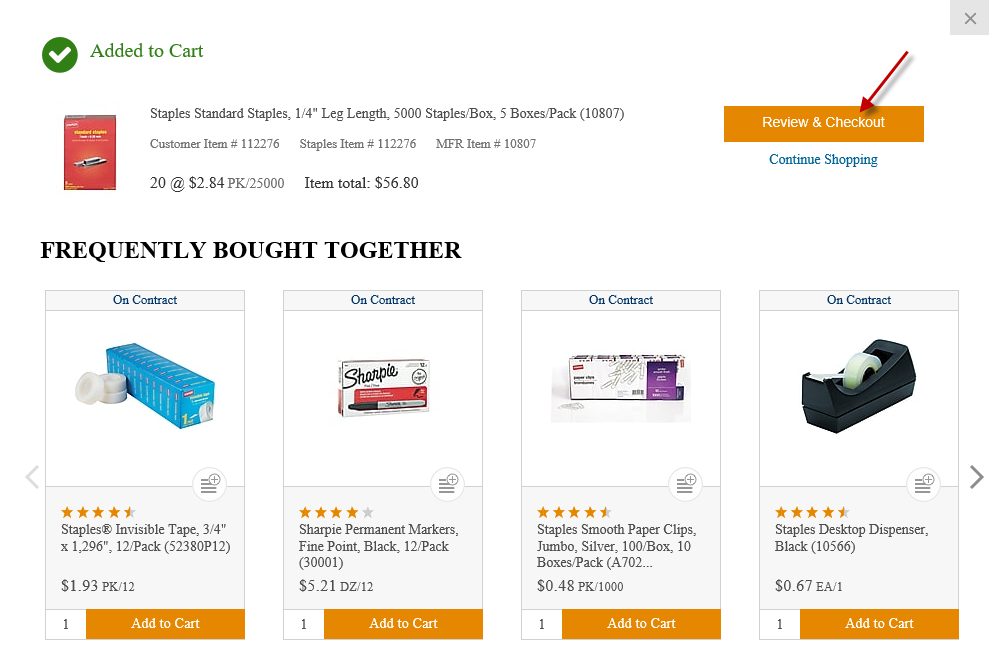 Added to Cart
Staples Standard Staples, 1/4" Leg Length, 5000 Staples/Box, 5 Boxes/Pack (10807)
Customer Item # 112276 Staples Item # 112276 MFR Item # 10807
20 @ $2.84 PK/25000 Item total: $56.80
Review & Checkout
Continue Shopping
FREQUENTLY BOUGHT TOGETHER
On Contract
Staples® Invisible Tape, 3/4"
x 1,296", 12/Pack (52380P12)
$1.93 PK/12
1 Add to Cart
On Contract
Sharpie
Sharpie Permanent Markers,
Fine Point, Black, 12/Pack
(30001)
$5.21 DZ/12
1 Add to Cart
On Contract
paper clips
Staples Smooth Paper Clips,
Jumbo, Silver, 100/Box, 10
Boxes/Pack (A702...
$0.48 PK/1000
1 Add to Cart
On Contract
Staples Desktop Dispenser,
Black (10566)
$0.67 EA/1
1 Add to Cart